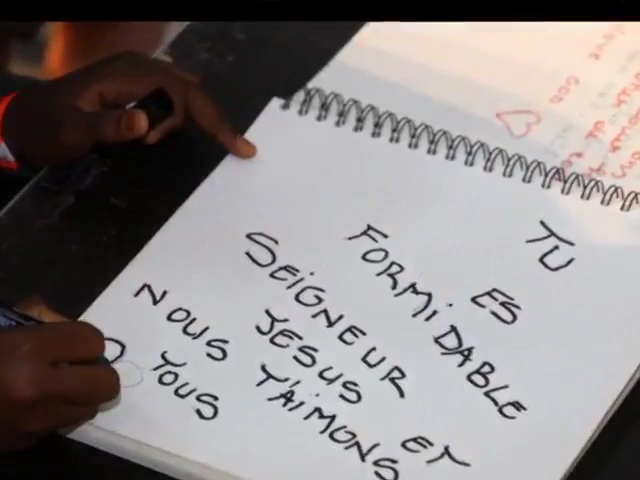 TU
ES
FORMIDABLE
SEIGNEUR
JESUS ET
NOUS T'AIMONS
TOUS